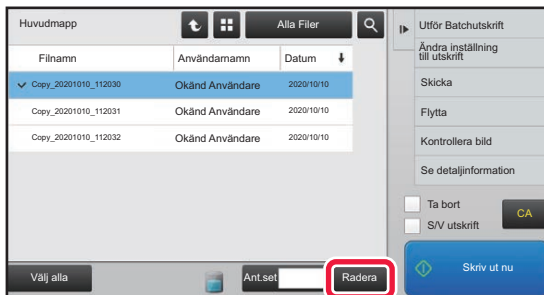 Huvudmapp
Alla Filer
Filnamn Användarnamn Datum
Copy_20201010_112030 Okänd Användare 2020/10/10
Copy_20201010_112031 Okänd Användare 2020/10/10
Copy_20201010_112032 Okänd Användare 2020/10/10
Välj alla
Ant.set
Radera
Utför Batchutskrift
Ändra inställning
till utskrift
Skicka
Flytta
Kontrollera bild
Se detaljinformation
Ta bort
S/V utskrift
CA
Skriv ut nu